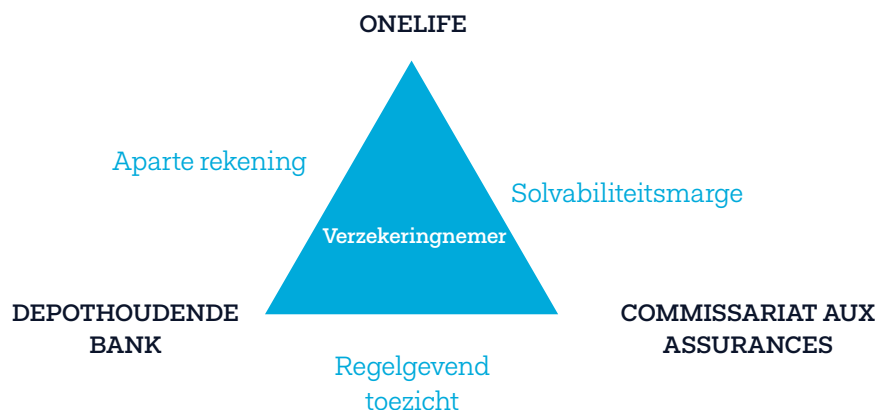 ONELIFE
Aparte rekening
Solvabiliteitsmarge
Verzekeringnemer
DEPOTHOUDENDE
BANK
COMMISSARIAT AUX
ASSURANCES
Regelgevend
toezicht